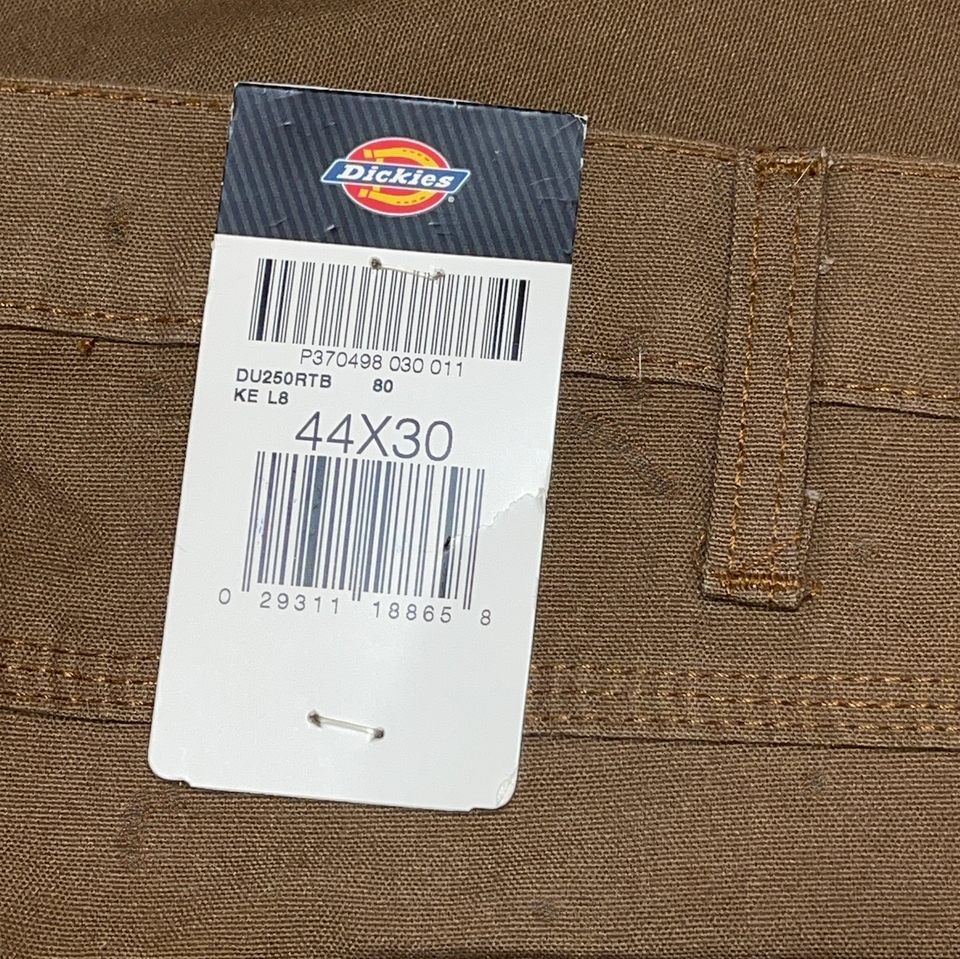 Dickies
P370498 030 011
DU250RTB 80
KE L8
44X30
0 29311 18865 8